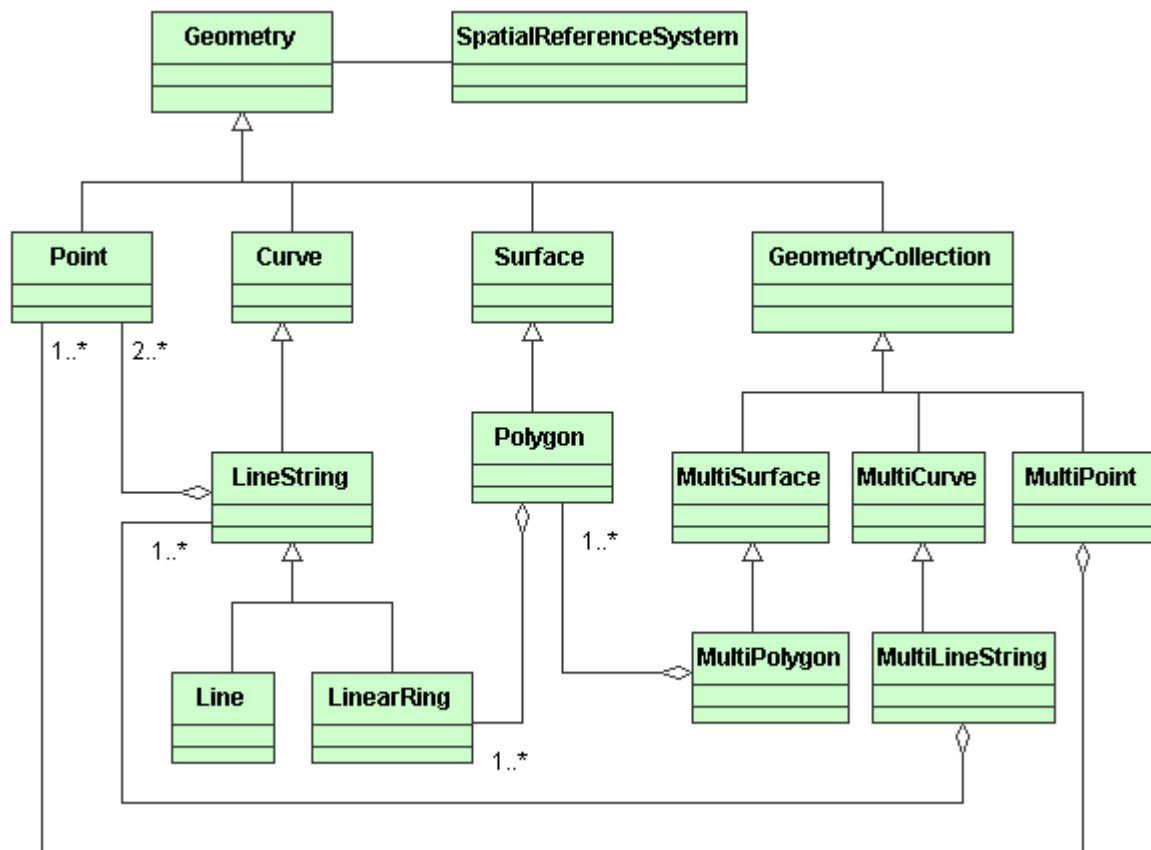 Geometry
SpatialReferenceSystem
Point
Curve
Surface
GeometryCollection
1..*
2..*
Polygon
LineString
MultiSurface
MultiCurve
MultiPoint
1..*
1..*
MultiPolygon
MultiLineString
Line
LinearRing
1..*